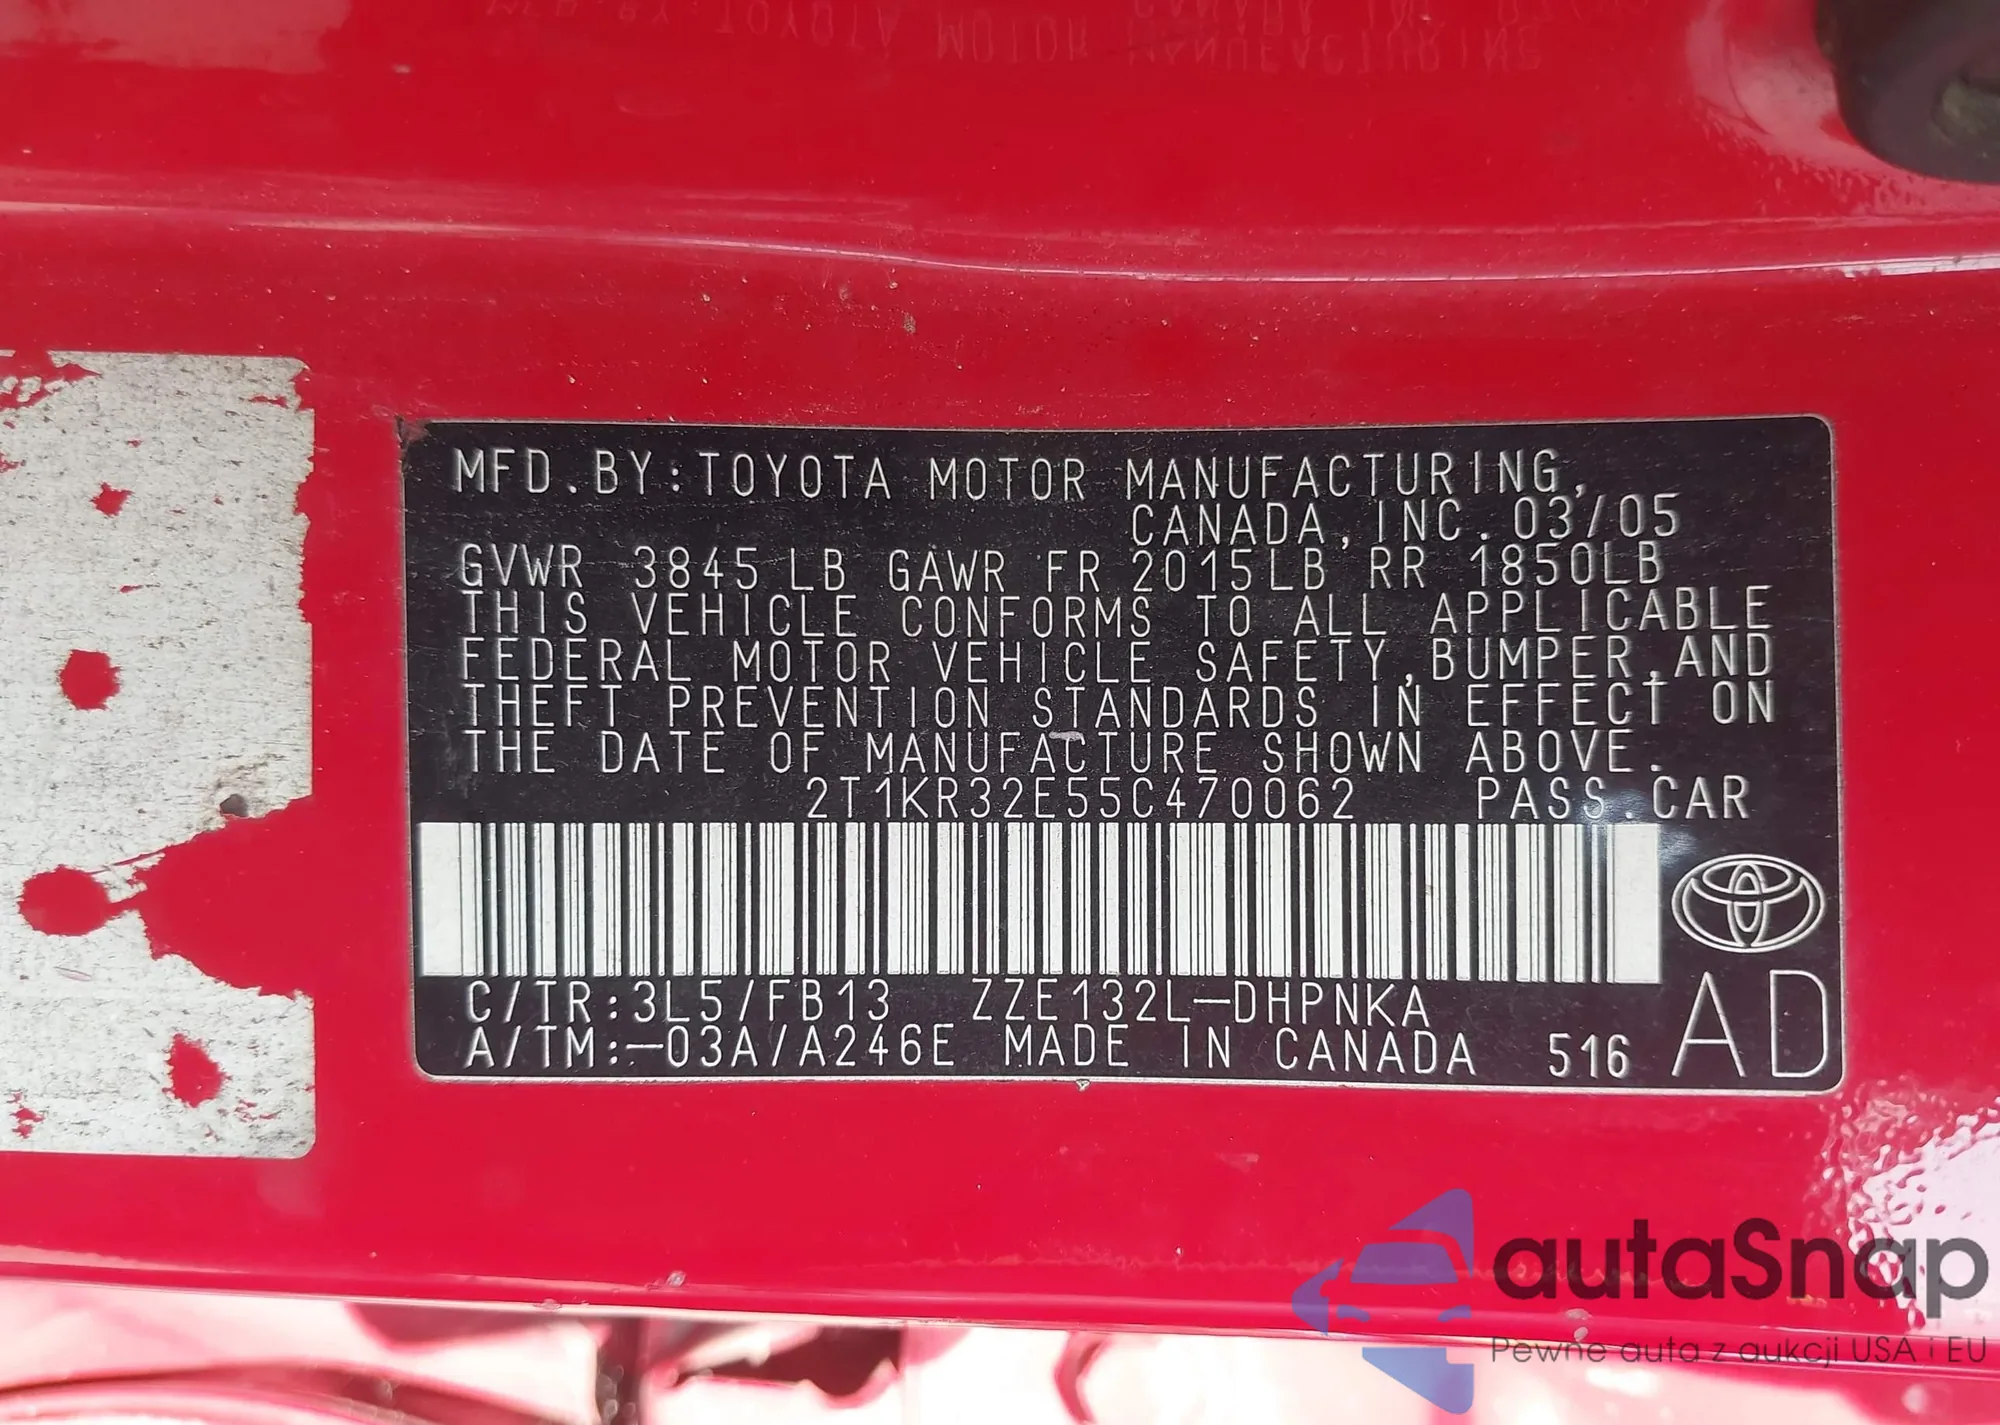 MFD.BY:TOYOTA MOTOR MANUFACTURING,
CANADA,INC.03/05
GVWR 3845LB GAWR FR 2015LB RR 1850LB
THIS VEHICLE CONFORMS TO ALL APPLICABLE
FEDERAL MOTOR VEHICLE SAFETY,BUMPER,AND
THEFT PREVENTION STANDARDS IN EFFECT ON
THE DATE OF MANUFACTURE SHOWN ABOVE.
2T1KR32E55C470062 PASS.CAR
C/TR:3L5/FB13 ZZE132L-DHPNKA
A/TM:-03A/A246E MADE IN CANADA 516
AD
autaSnap
Pewne auta z aukcji USA i EU